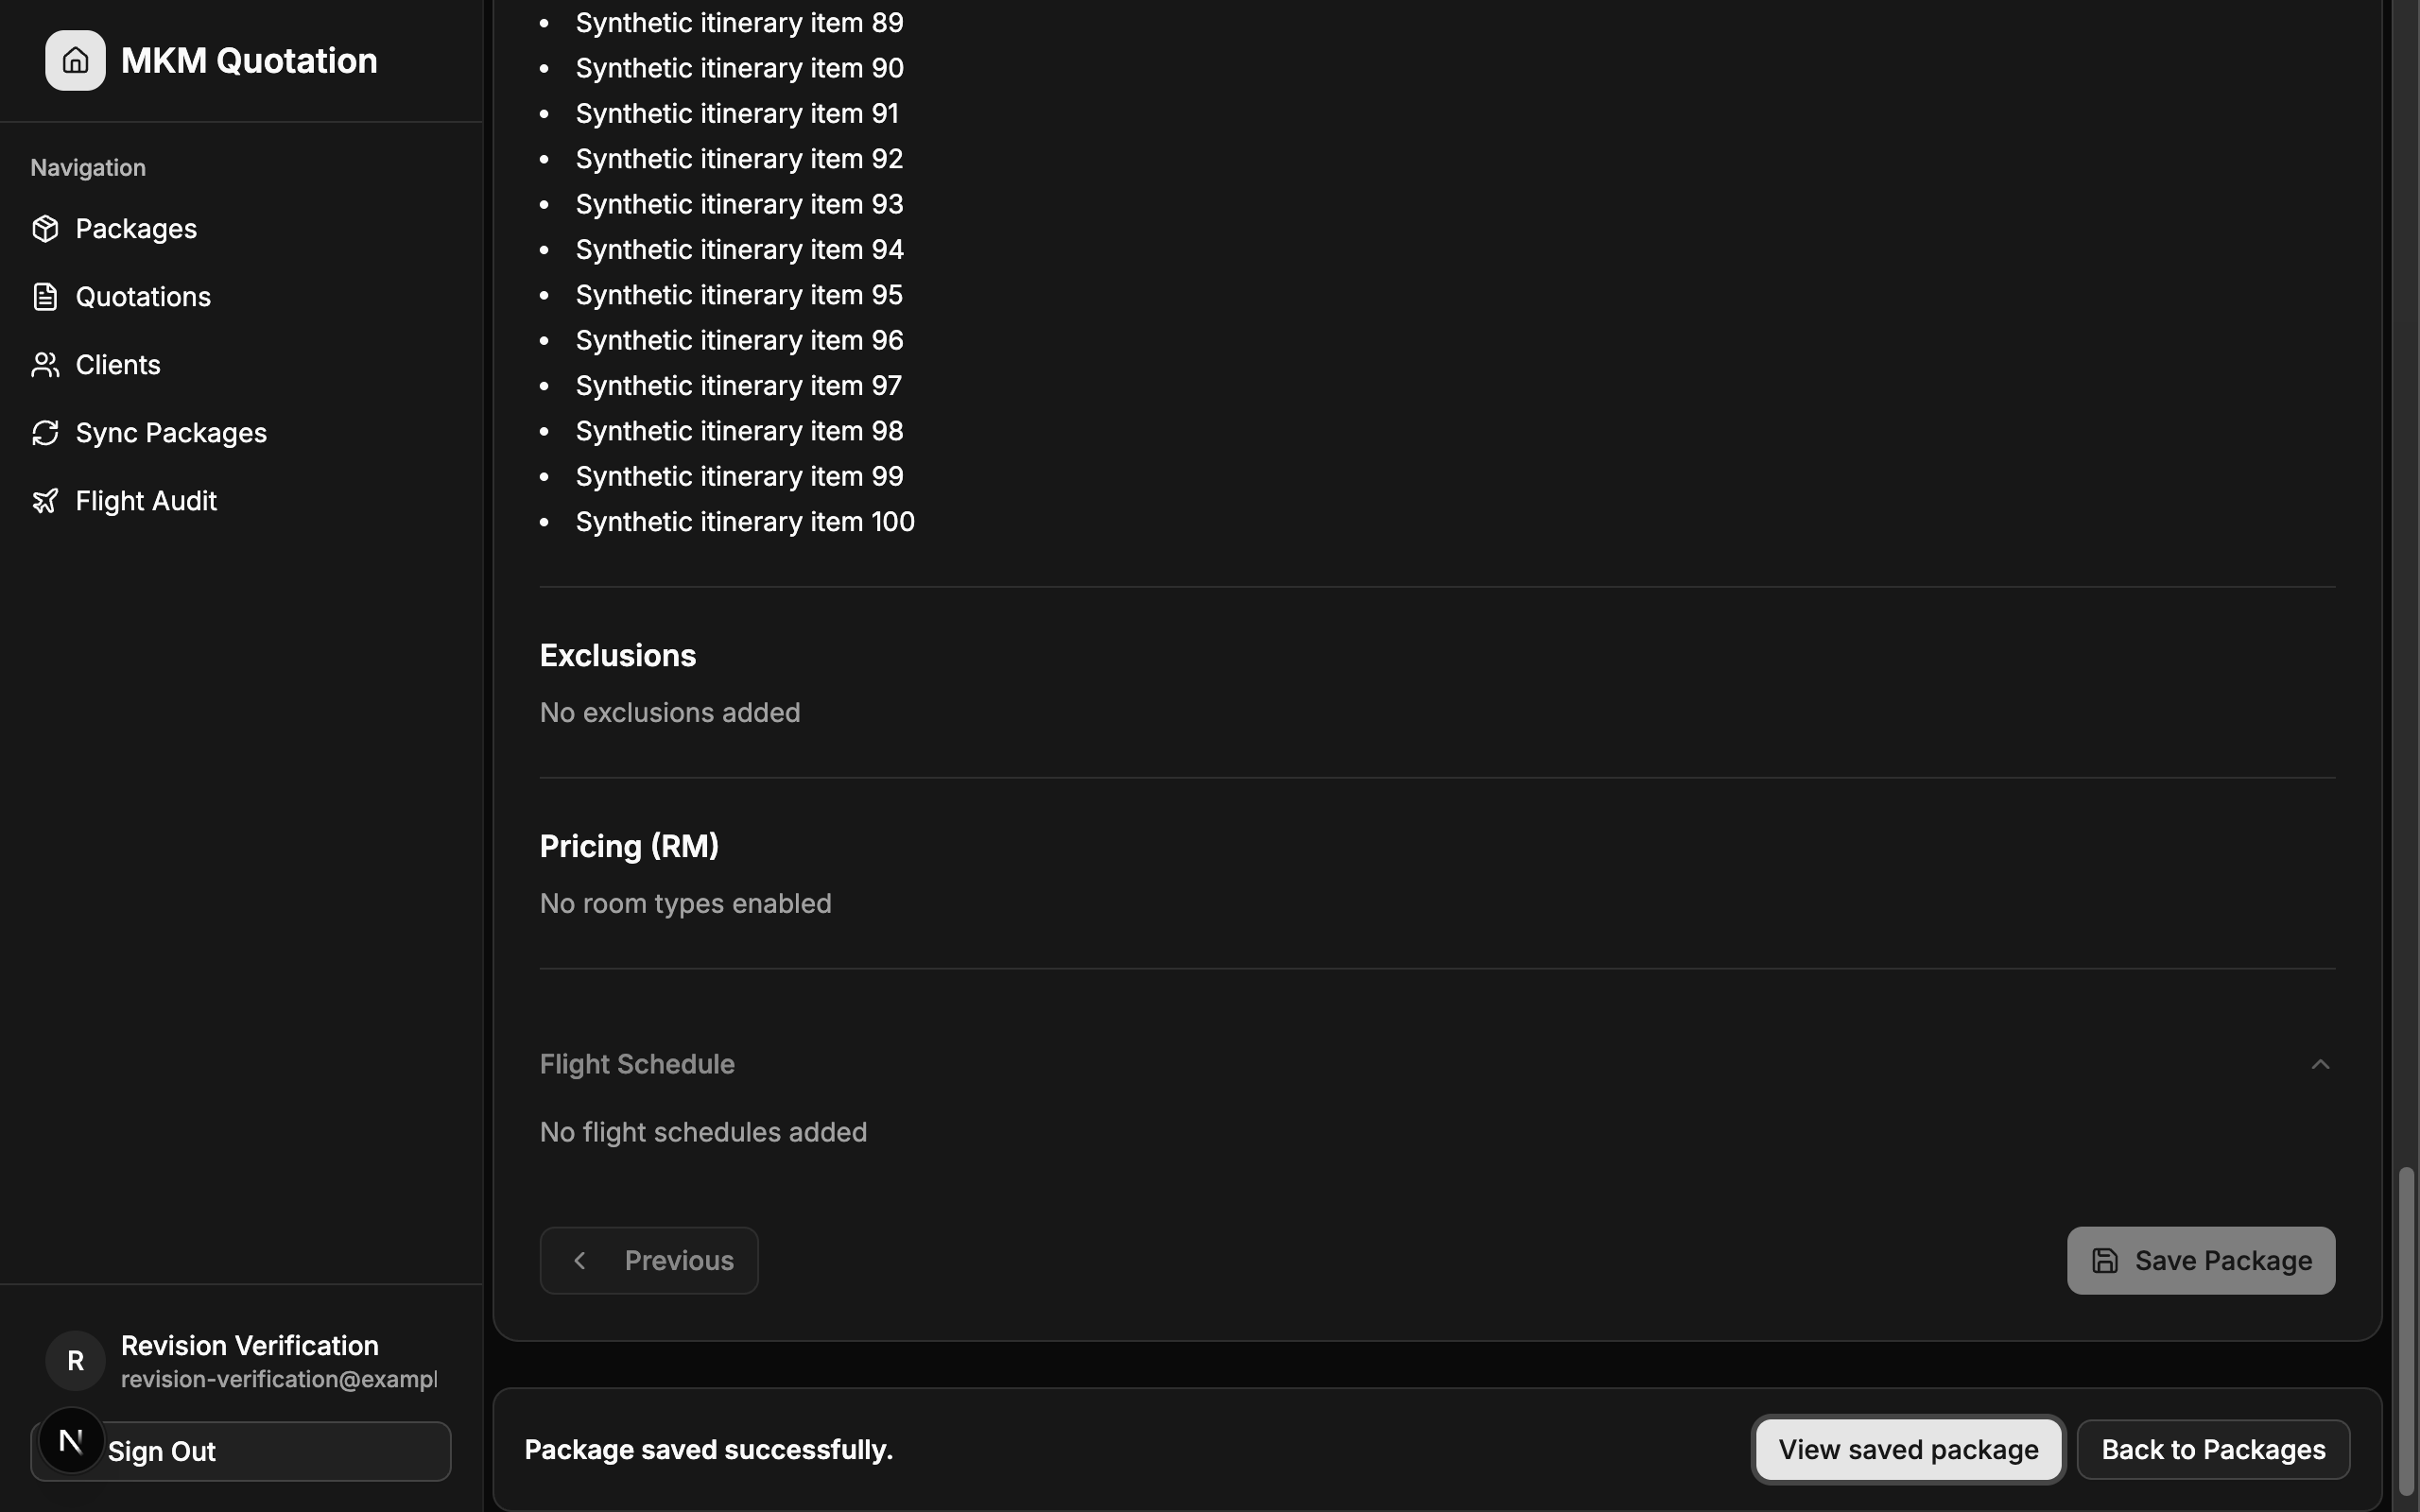 MKM Quotation
Navigation
Packages
Quotations
Clients
Sync Packages
Flight Audit
Revision Verification
R
revision-verification@exampl
N
Sign Out
Synthetic itinerary item 89
Synthetic itinerary item 90
Synthetic itinerary item 91
Synthetic itinerary item 92
Synthetic itinerary item 93
Synthetic itinerary item 94
Synthetic itinerary item 95
Synthetic itinerary item 96
Synthetic itinerary item 97
Synthetic itinerary item 98
Synthetic itinerary item 99
Synthetic itinerary item 100
Exclusions
No exclusions added
Pricing (RM)
No room types enabled
Flight Schedule
No flight schedules added
Previous
Save Package
Package saved successfully.
View saved package
Back to Packages